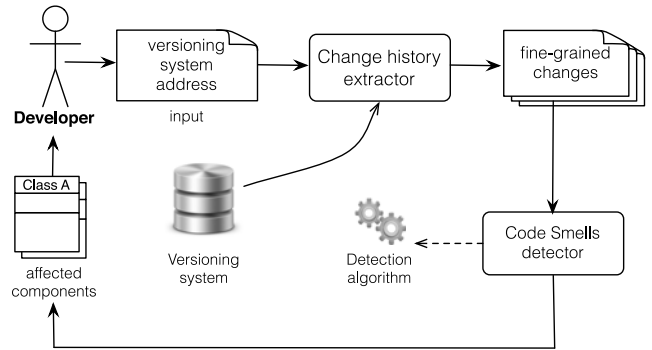 versioning
system
address
input
Change history
extractor
fine-grained
changes
Developer
Class A
affected
components
Versioning
system
Detection
algorithm
Code Smells
detector